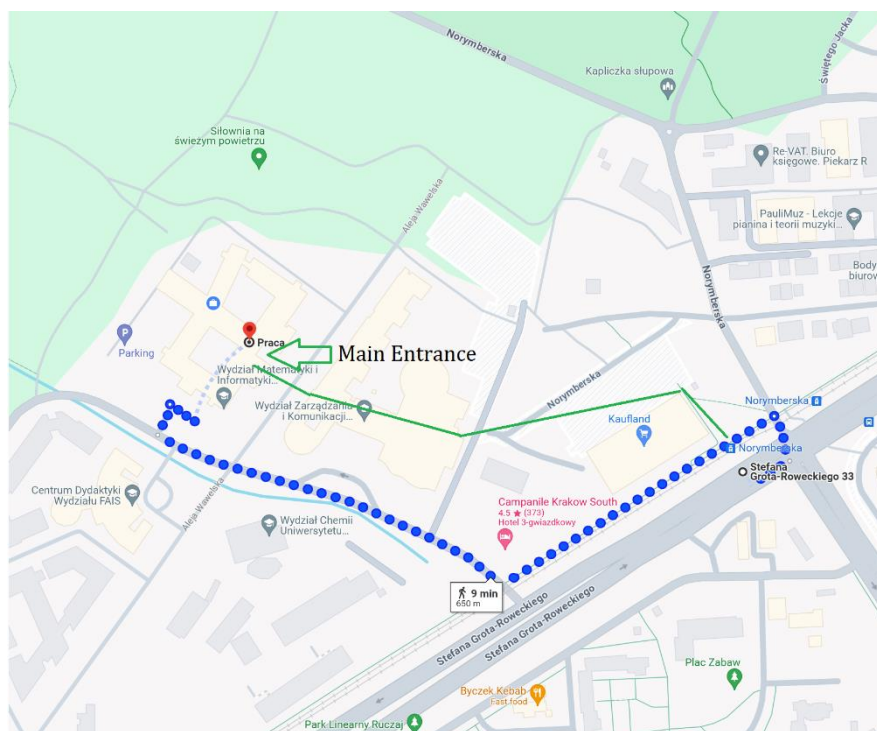 Norymberska
Kapliczka słupowa
Świętego Jacka
Siłownia na
świeżym powietrzu
Re-VAT. Biuro
księgowe. Piekarz R
Aleja-Wawelska
PauliMuz - Lekcje
pianina i teorii muzyki...
Norymberska
Body
biurow
Praca
Main Entrance
Parking
Wydział Matematyki i
Informatyki...
Norymberska
Wydział Zarządzania
i Komunikacji...
Norymberska
Kaufland
Norymberska
Stefana
Grota-Roweckiego 33
Centrum Dydaktyki
Wydziału FAIS
Aleja-Wawelska
Campanile Krakow South
4.5 ★ (373)
Hotel 3-gwiazdkowy
Wydział Chemii
Uniwersytetu...
9 min
650 m
Stefana Grota-Roweckiego
Stefana Grota-Roweckiego
Plac Zabaw
Byczek Kebab
Fast food
Park Linearny Ruczaj